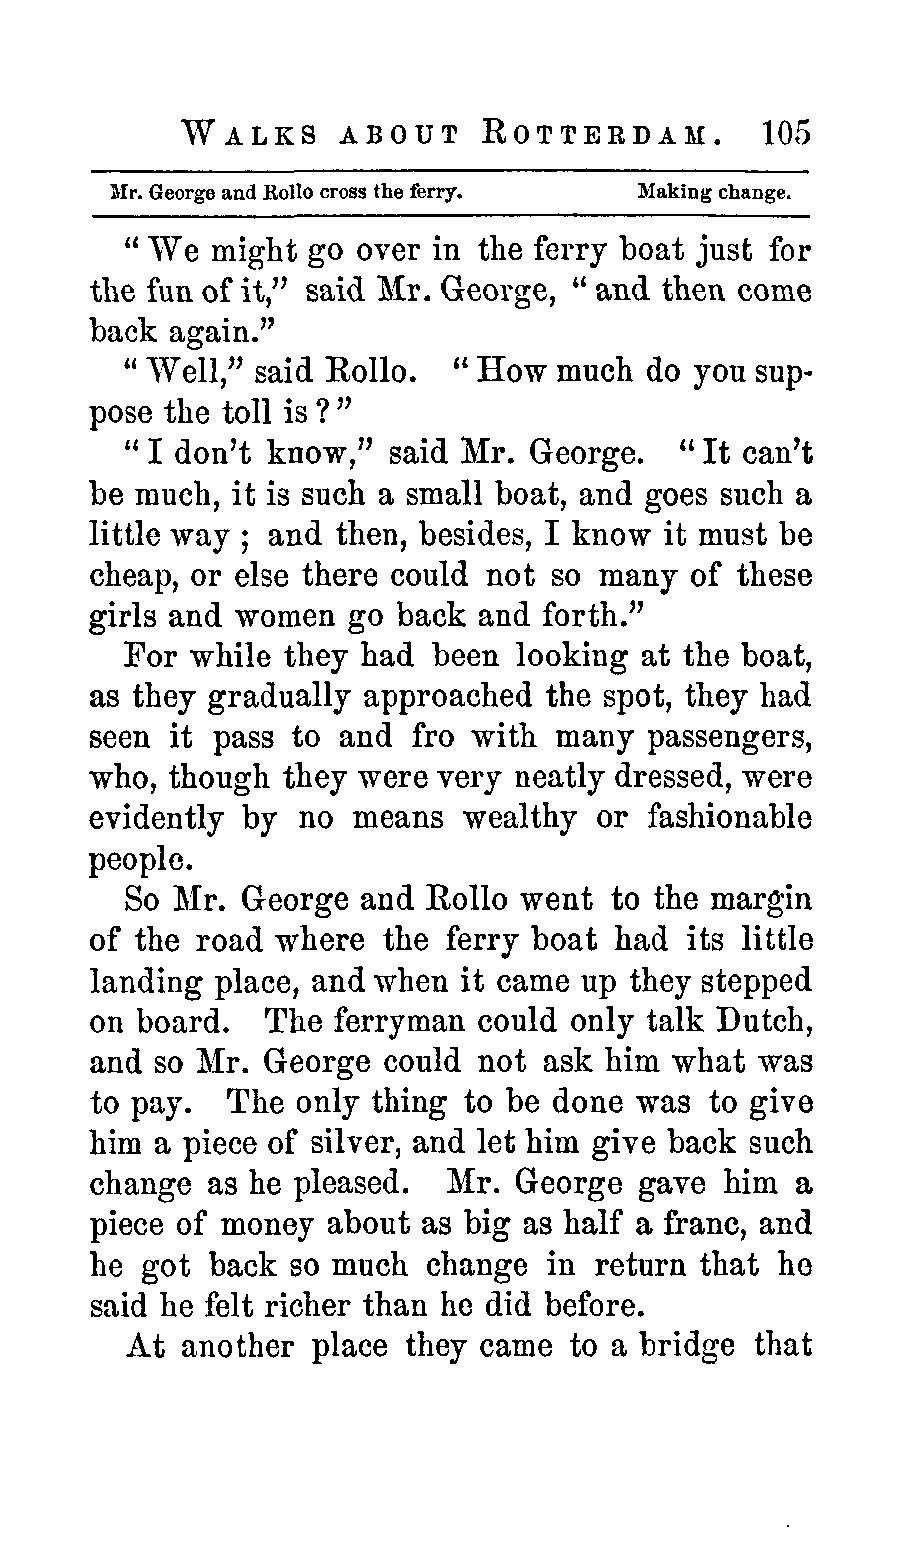 WALKS ABOUT ROTTERDAM. 105
Mr. George and Rollo cross the ferry. Making change.
“ We might go over in the ferry boat just for
the fun of it,” said Mr. George, “ and then come
back again.”
“ Well,” said Rollo. “ How much do you sup-
pose the toll is ? ”
“ I don’t know,” said Mr. George. “ It can’t
be much, it is such a small boat, and goes such a
little way ; and then, besides, I know it must be
cheap, or else there could not so many of these
girls and women go back and forth.”
For while they had been looking at the boat,
as they gradually approached the spot, they had
seen it pass to and fro with many passengers,
who, though they were very neatly dressed, were
evidently by no means wealthy or fashionable
people.
So Mr. George and Rollo went to the margin
of the road where the ferry boat had its little
landing place, and when it came up they stepped
on board. The ferryman could only talk Dutch,
and so Mr. George could not ask him what was
to pay. The only thing to be done was to give
him a piece of silver, and let him give back such
change as he pleased. Mr. George gave him a
piece of money about as big as half a franc, and
he got back so much change in return that he
said he felt richer than he did before.
At another place they came to a bridge that